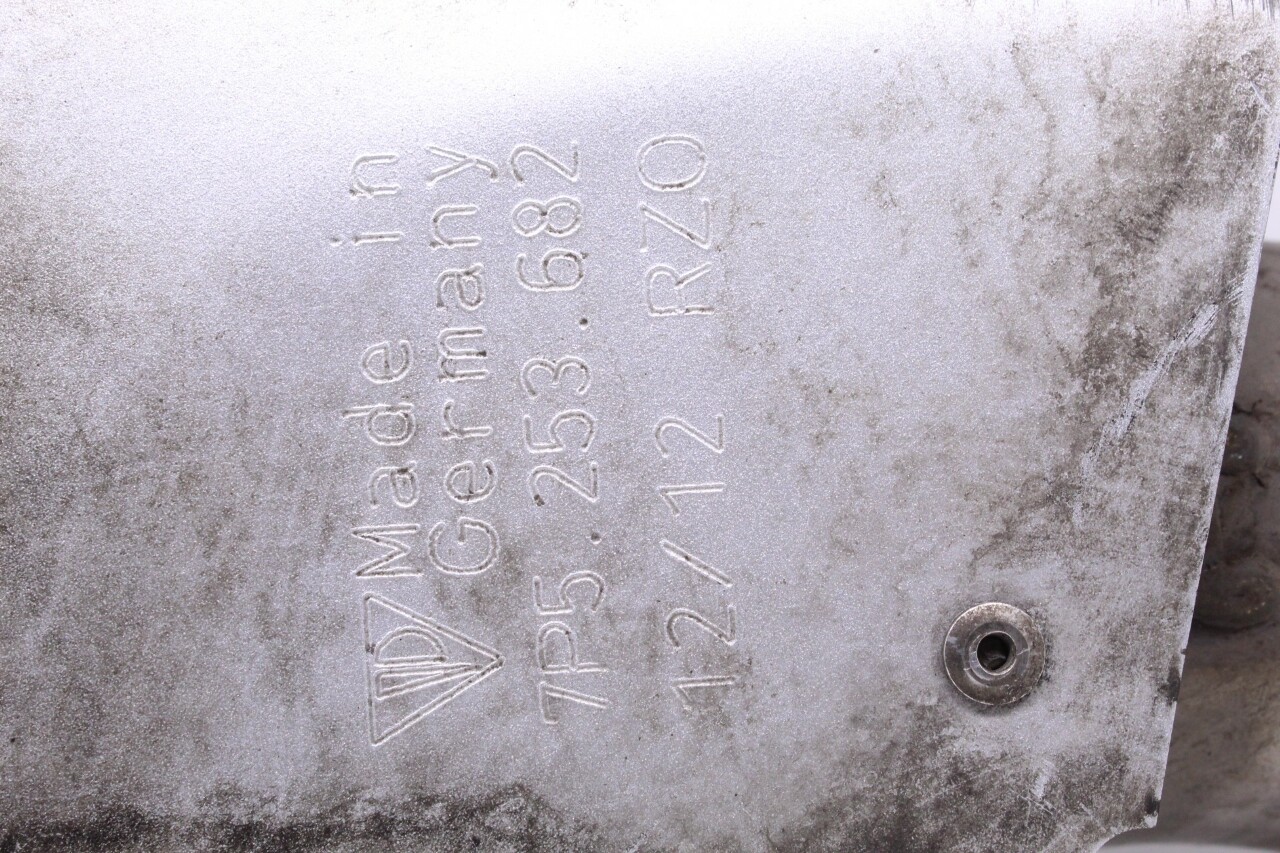 Made in
Germany
7P5.253.682
12/12 RZO